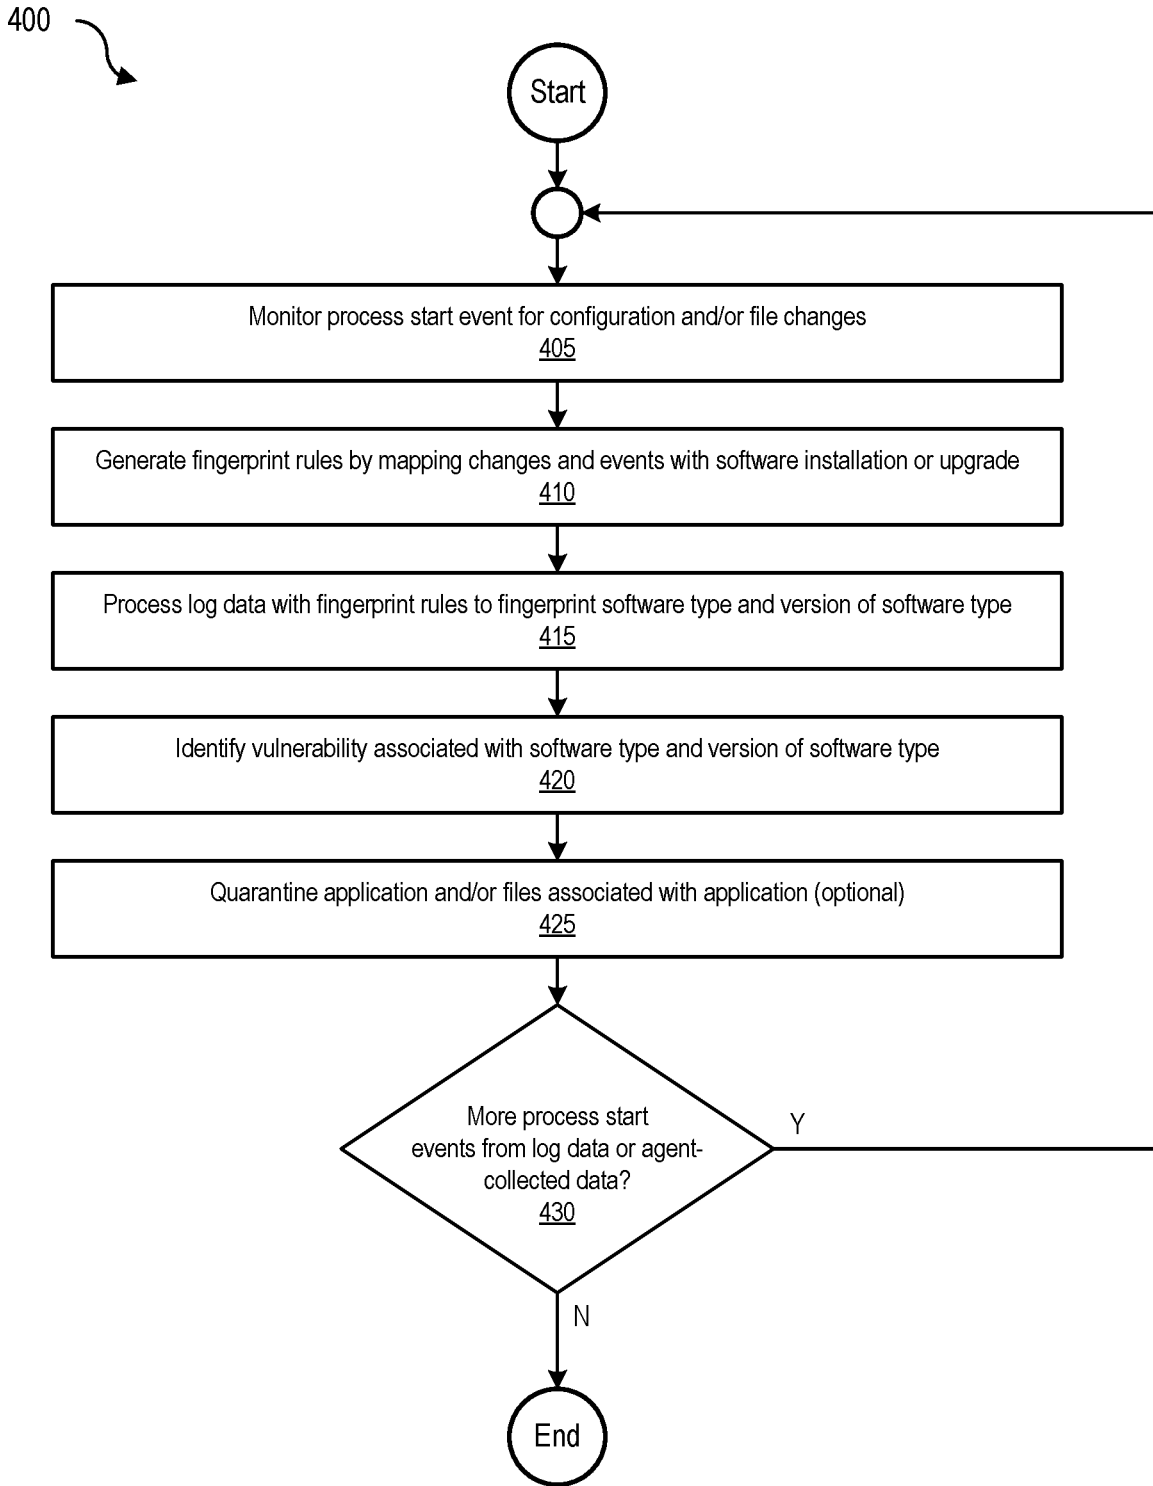 400
Start
Monitor process start event for configuration and/or file changes
405
Generate fingerprint rules by mapping changes and events with software installation or upgrade
410
Process log data with fingerprint rules to fingerprint software type and version of software type
415
Identify vulnerability associated with software type and version of software type
420
Quarantine application and/or files associated with application (optional)
425
More process start
events from log data or agent-
collected data?
430
Y
N
End